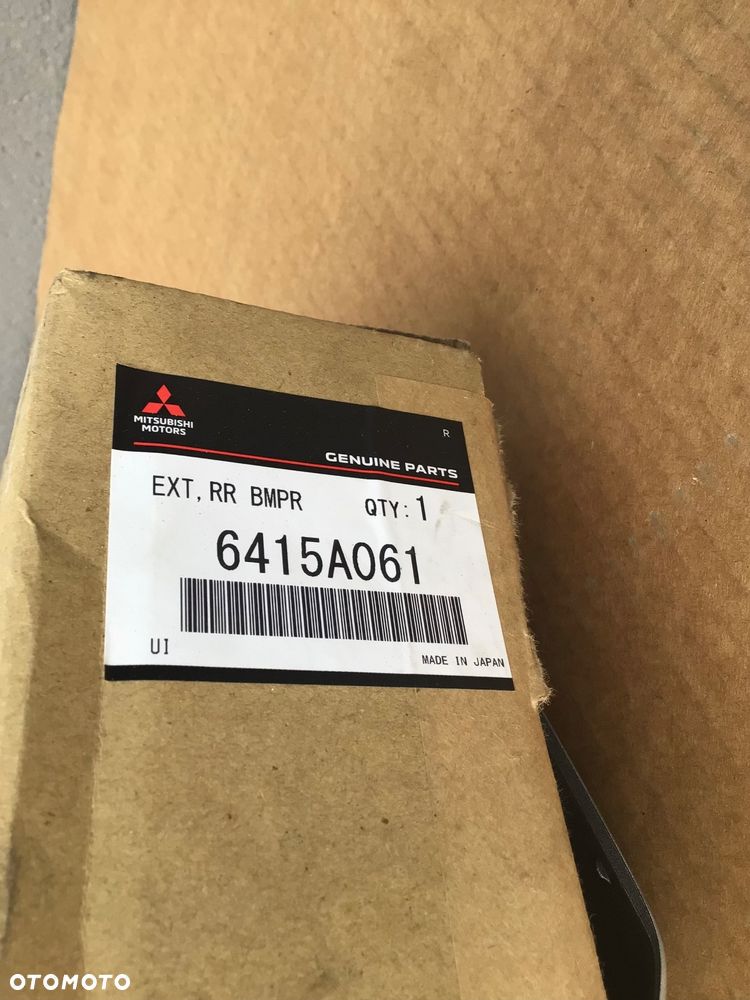 MITSUBISHI
MOTORS
R
GENUINE PARTS
EXT, RR BMPR QTY: 1
6415A061
UI
MADE IN JAPAN
OTOMOTO